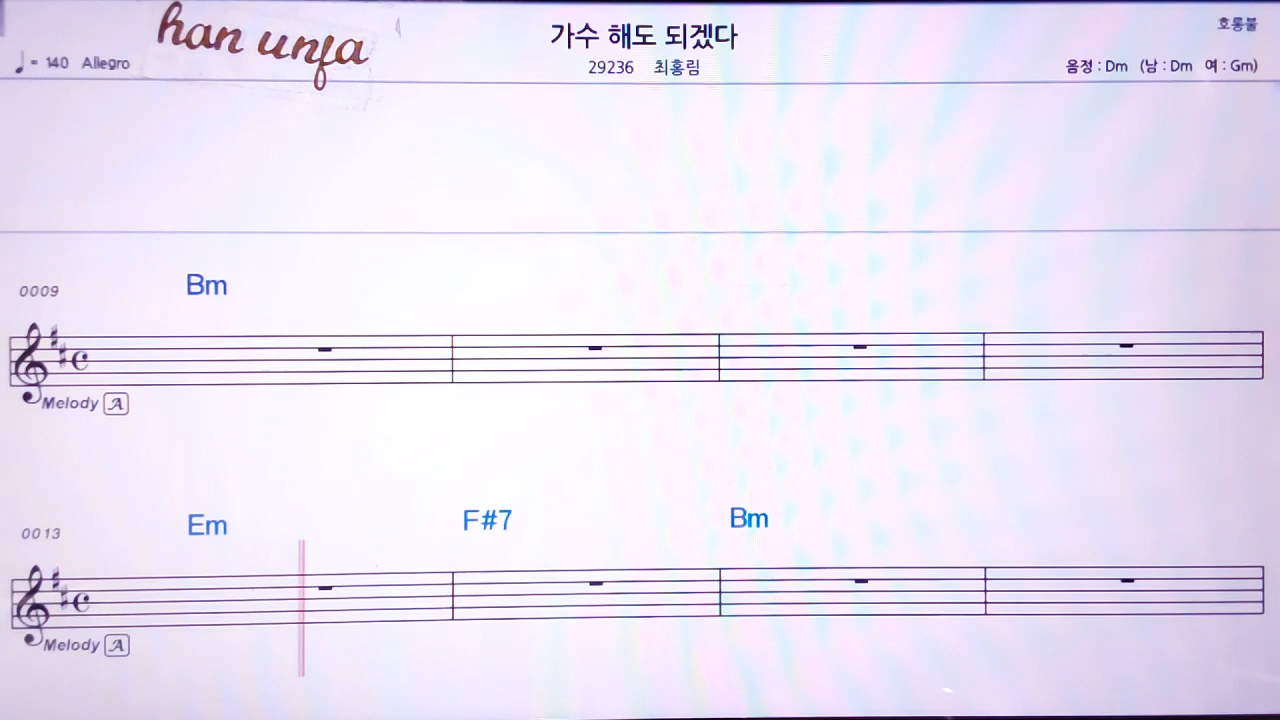 han unfa
가수 해도 되겠다
호롱불
♩= 140 Allegro
29236 최홍림
음정 : Dm (남 : Dm 여 : Gm)
0009
Bm
Melody A
0013
Em F#7 Bm
Melody A